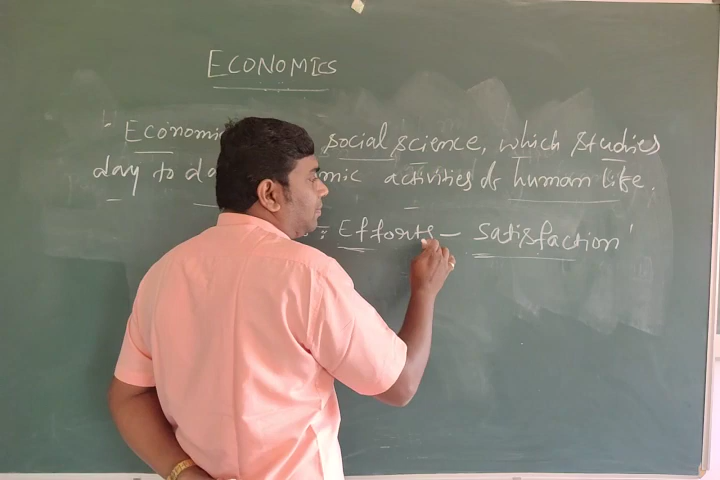 ECONOMICS
" Economi social science, which studies
day to da mic activities of human life.
: Efforts - Satisfaction'